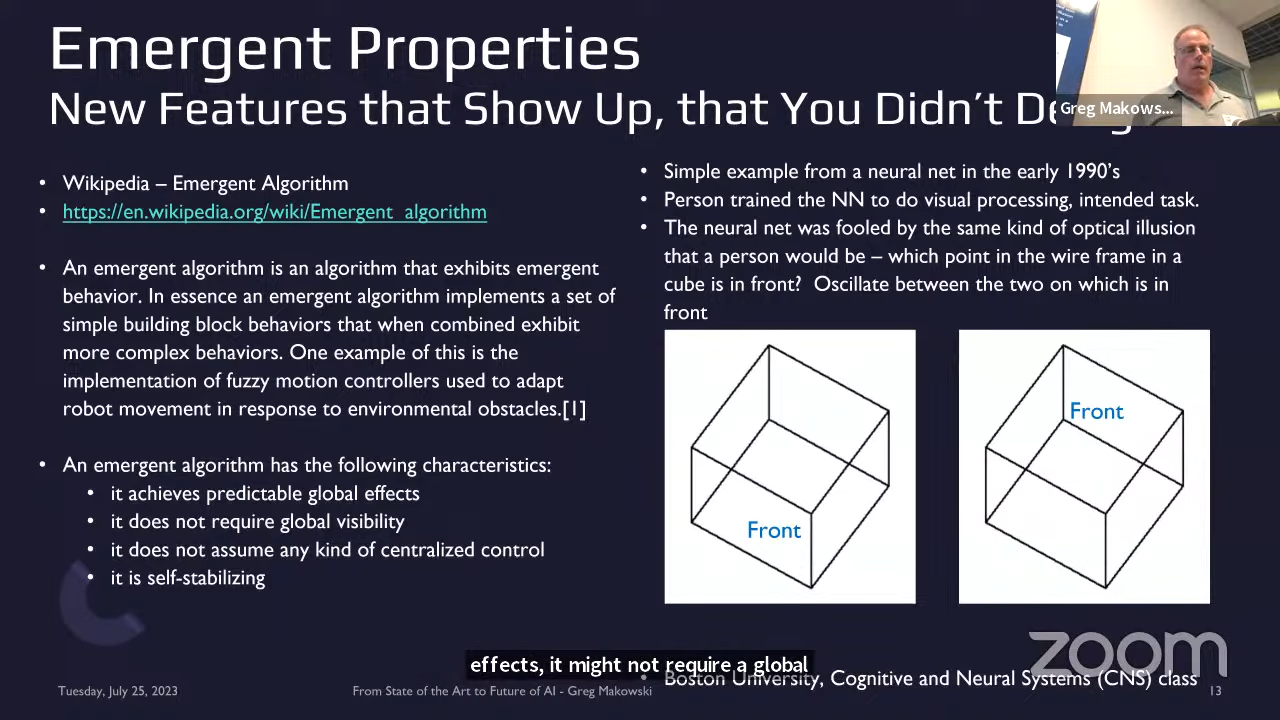 Emergent Properties
New Features that Show Up, that You Didn't
Greg Makows...
• Wikipedia – Emergent Algorithm
• https://en.wikipedia.org/wiki/Emergent_algorithm
• An emergent algorithm is an algorithm that exhibits emergent
behavior. In essence an emergent algorithm implements a set of
simple building block behaviors that when combined exhibit
more complex behaviors. One example of this is the
implementation of fuzzy motion controllers used to adapt
robot movement in response to environmental obstacles.[1]
• An emergent algorithm has the following characteristics:
• it achieves predictable global effects
• it does not require global visibility
• it does not assume any kind of centralized control
• it is self-stabilizing
• Simple example from a neural net in the early 1990's
• Person trained the NN to do visual processing, intended task.
• The neural net was fooled by the same kind of optical illusion
that a person would be – which point in the wire frame in a
cube is in front? Oscillate between the two on which is in
front
Front
Front
effects, it might not require a global
zoom
• Boston University, Cognitive and Neural Systems (CNS) class
Tuesday, July 25, 2023
From State of the Art to Future of AI - Greg Makowski
13